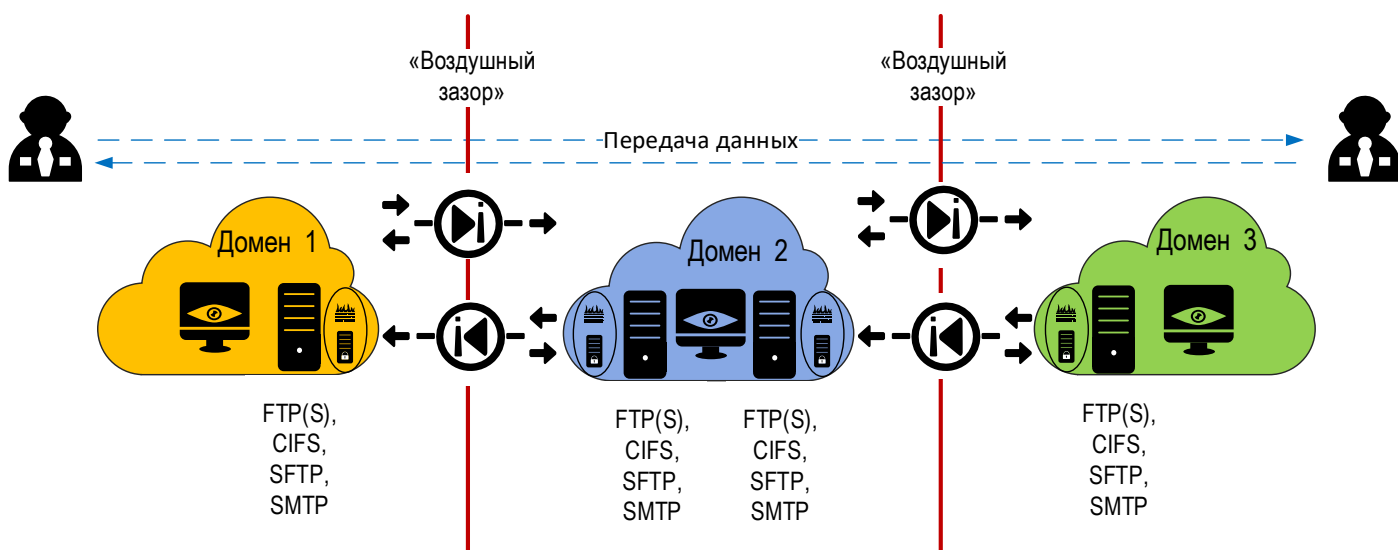 «Воздушный
зазор»
«Воздушный
зазор»
Передача данных
Домен 1
Домен 2
Домен 3
FTP(S),
CIFS,
SFTP,
SMTP
FTP(S),
CIFS,
SFTP,
SMTP
FTP(S),
CIFS,
SFTP,
SMTP
FTP(S),
CIFS,
SFTP,
SMTP